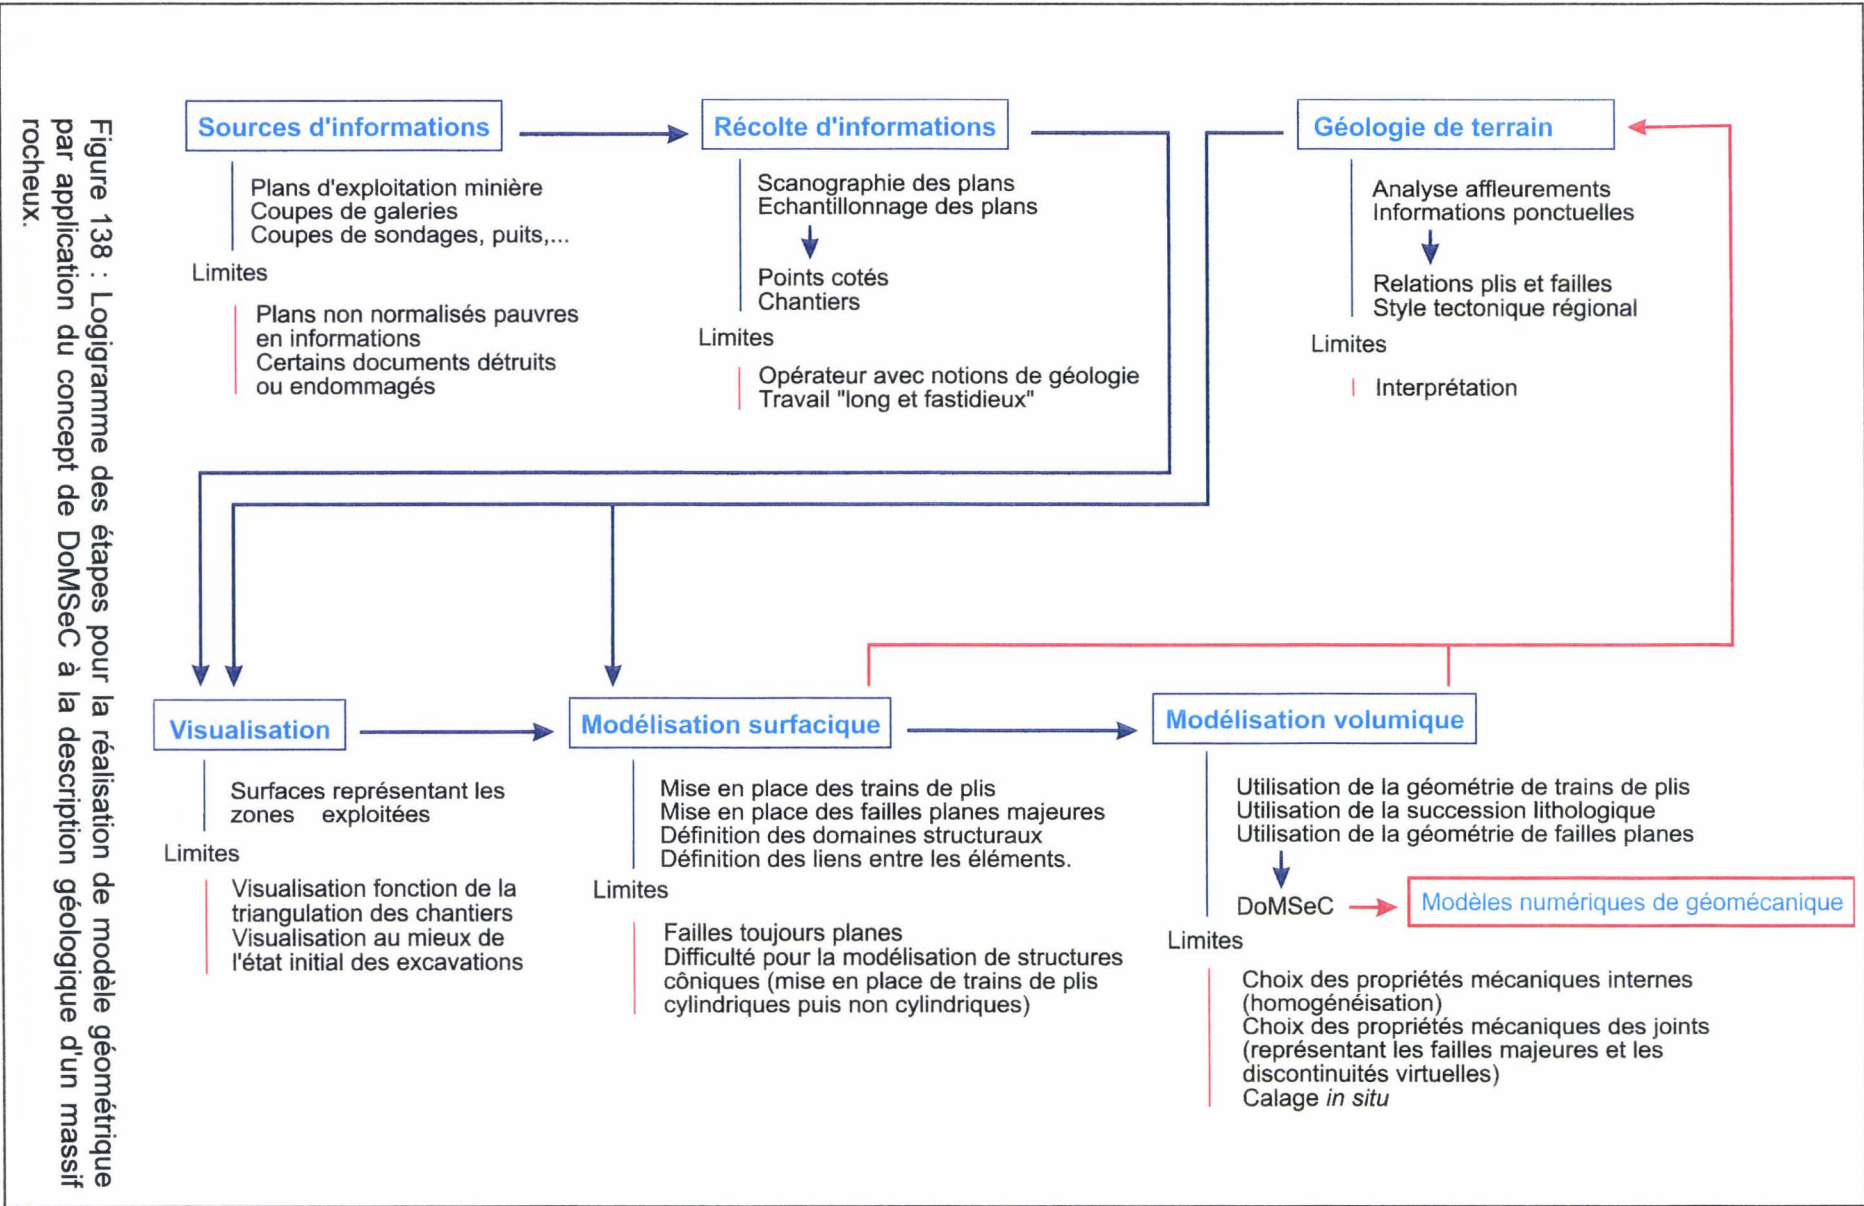 Sources d'informations
Plans d'exploitation minière
Coupes de galeries
Coupes de sondages, puits,...
Limites
Plans non normalisés pauvres
en informations
Certains documents détruits
ou endommagés
Récolte d'informations
Scanographie des plans
Echantillonnage des plans
Points cotés
Chantiers
Limites
Opérateur avec notions de géologie
Travail "long et fastidieux"
Géologie de terrain
Analyse affleurements
Informations ponctuelles
Relations plis et failles
Style tectonique régional
Limites
Interprétation
Visualisation
Surfaces représentant les
zones exploitées
Limites
Visualisation fonction de la
triangulation des chantiers
Visualisation au mieux de
l'état initial des excavations
Modélisation surfacique
Mise en place des trains de plis
Mise en place des failles planes majeures
Définition des domaines structuraux
Définition des liens entre les éléments.
Limites
Failles toujours planes
Difficulté pour la modélisation de structures
côniques (mise en place de trains de plis
cylindriques puis non cylindriques)
Modélisation volumique
Utilisation de la géométrie de trains de plis
Utilisation de la succession lithologique
Utilisation de la géométrie de failles planes
DoMSeC
Modèles numériques de géomécanique
Limites
Choix des propriétés mécaniques internes
(homogénéisation)
Choix des propriétés mécaniques des joints
(représentant les failles majeures et les
discontinuités virtuelles)
Calage in situ
Figure 138 : Logigramme des étapes pour la réalisation de modèle géométrique
par application du concept de DoMSeC à la description géologique d'un massif
rocheux.